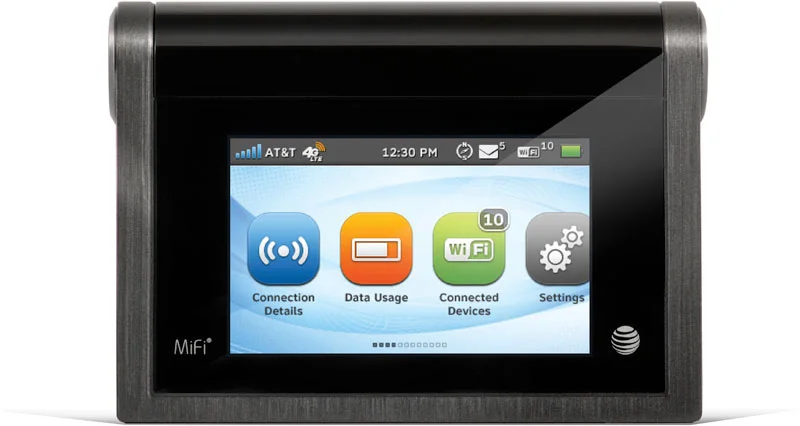 AT&T 4G LTE 12:30 PM N 5 WiFi 10
10
WiFi
Connection Details
Data Usage
Connected Devices
Settings
MiFi